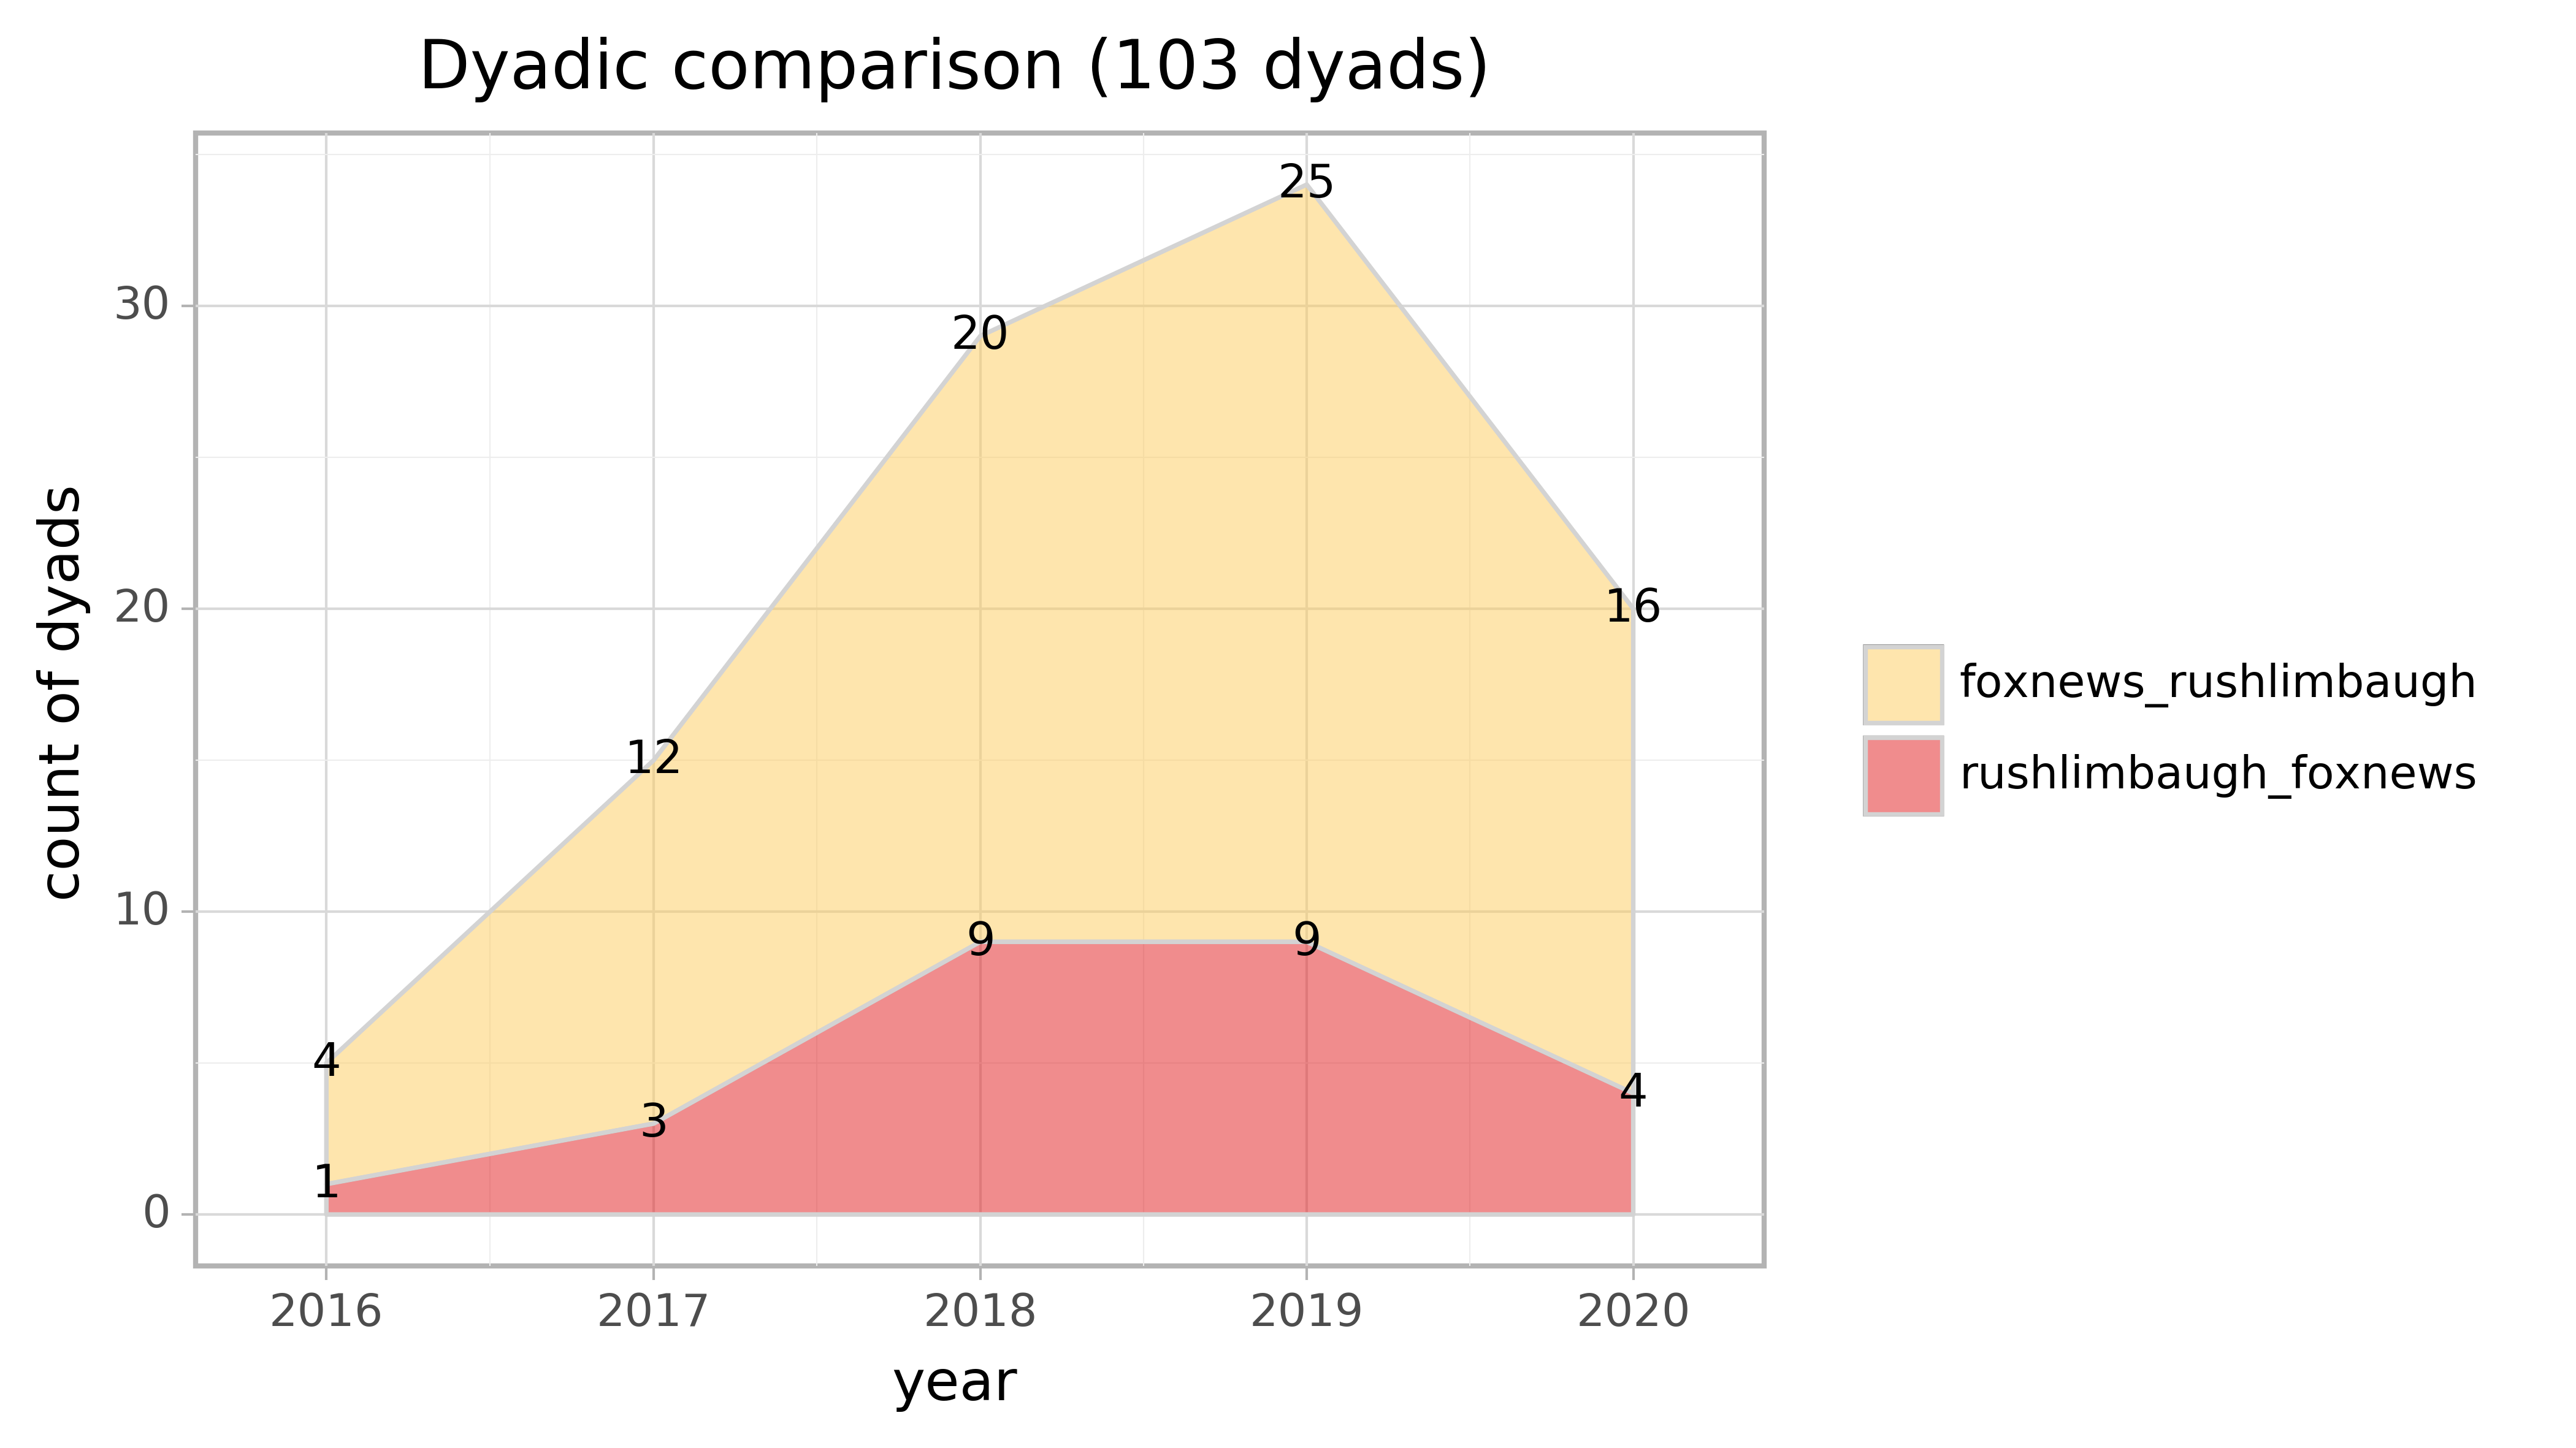 Dyadic comparison (103 dyads)
count of dyads
30
20
10
0
25
20
16
12
9
9
4
4
3
1
2016 2017 2018 2019 2020
year
foxnews_rushlimbaugh
rushlimbaugh_foxnews